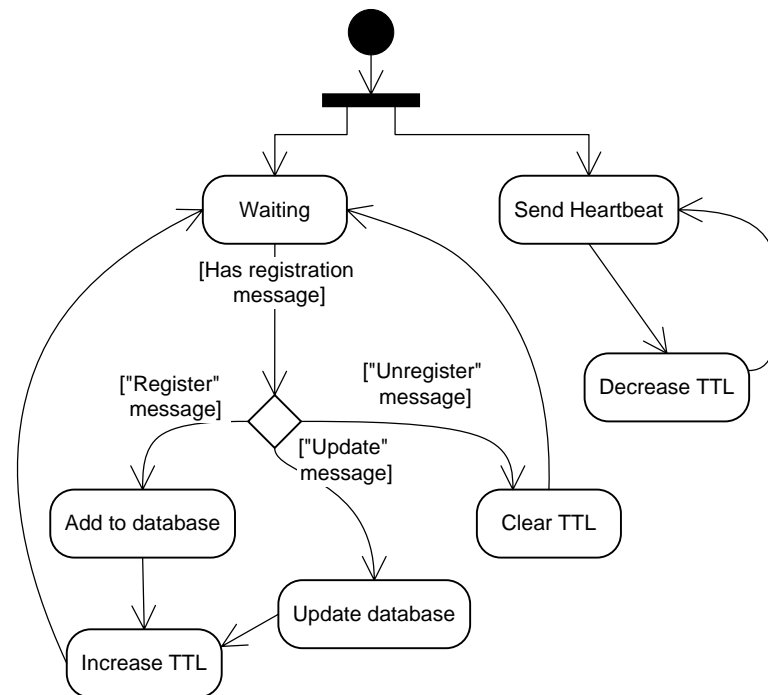 Waiting
Send Heartbeat
[Has registration
message]
Decrease TTL
["Register"
message]
["Unregister"
message]
["Update"
message]
Add to database
Clear TTL
Update database
Increase TTL